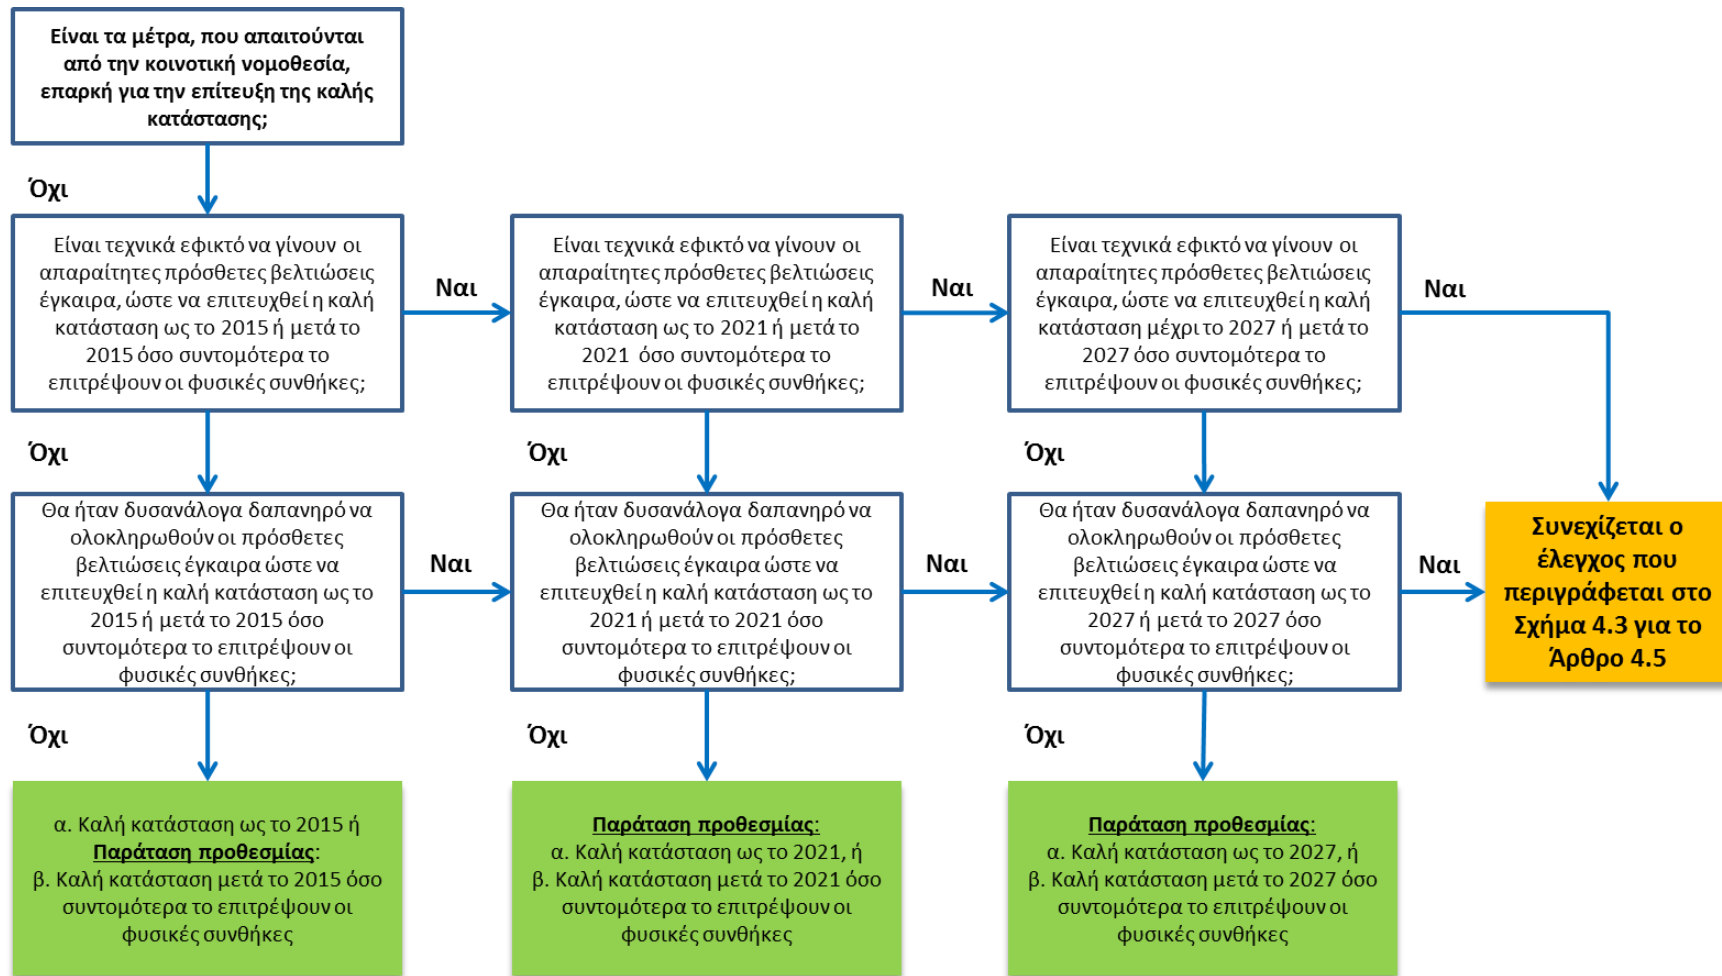 Είναι τα μέτρα, που απαιτούνται
από την κοινοτική νομοθεσία,
επαρκή για την επίτευξη της καλής
κατάστασης;
Όχι
Είναι τεχνικά εφικτό να γίνουν οι
απαραίτητες πρόσθετες βελτιώσεις
έγκαιρα, ώστε να επιτευχθεί η καλή
κατάσταση ως το 2015 ή μετά το
2015 όσο συντομότερα το
επιτρέψουν οι φυσικές συνθήκες;
Ναι
Είναι τεχνικά εφικτό να γίνουν οι
απαραίτητες πρόσθετες βελτιώσεις
έγκαιρα, ώστε να επιτευχθεί η καλή
κατάσταση ως το 2021 ή μετά το
2021 όσο συντομότερα το
επιτρέψουν οι φυσικές συνθήκες;
Ναι
Είναι τεχνικά εφικτό να γίνουν οι
απαραίτητες πρόσθετες βελτιώσεις
έγκαιρα, ώστε να επιτευχθεί η καλή
κατάσταση μέχρι το 2027 ή μετά το
2027 όσο συντομότερα το
επιτρέψουν οι φυσικές συνθήκες;
Ναι
Όχι
Όχι
Όχι
Θα ήταν δυσανάλογα δαπανηρό να
ολοκληρωθούν οι πρόσθετες
βελτιώσεις έγκαιρα ώστε να
επιτευχθεί η καλή κατάσταση ως το
2015 ή μετά το 2015 όσο
συντομότερα το επιτρέψουν οι
φυσικές συνθήκες;
Ναι
Θα ήταν δυσανάλογα δαπανηρό να
ολοκληρωθούν οι πρόσθετες
βελτιώσεις έγκαιρα ώστε να
επιτευχθεί η καλή κατάσταση ως το
2021 ή μετά το 2021 όσο
συντομότερα το επιτρέψουν οι
φυσικές συνθήκες;
Ναι
Θα ήταν δυσανάλογα δαπανηρό να
ολοκληρωθούν οι πρόσθετες
βελτιώσεις έγκαιρα ώστε να
επιτευχθεί η καλή κατάσταση ως το
2027 ή μετά το 2027 όσο
συντομότερα το επιτρέψουν οι
φυσικές συνθήκες;
Ναι
Συνεχίζεται ο
έλεγχος που
περιγράφεται στο
Σχήμα 4.3 για το
Άρθρο 4.5
Όχι
Όχι
Όχι
α. Καλή κατάσταση ως το 2015 ή
Παράταση προθεσμίας:
β. Καλή κατάσταση μετά το 2015 όσο
συντομότερα το επιτρέψουν οι
φυσικές συνθήκες
Παράταση προθεσμίας:
α. Καλή κατάσταση ως το 2021, ή
β. Καλή κατάσταση μετά το 2021 όσο
συντομότερα το επιτρέψουν οι
φυσικές συνθήκες
Παράταση προθεσμίας:
α. Καλή κατάσταση ως το 2027, ή
β. Καλή κατάσταση μετά το 2027 όσο
συντομότερα το επιτρέψουν οι
φυσικές συνθήκες